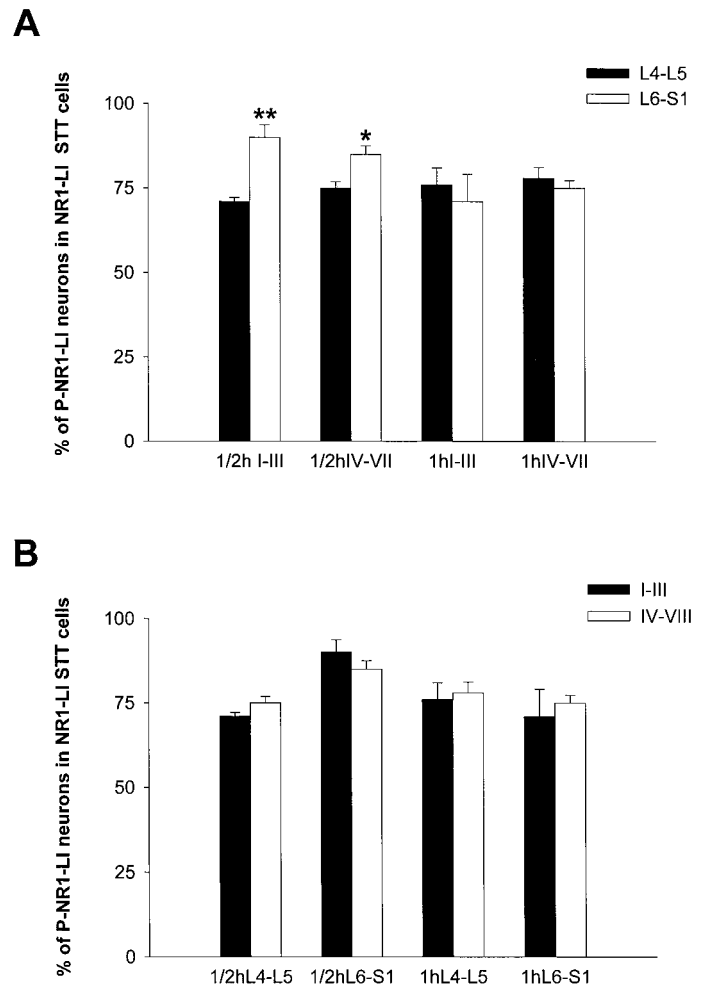 A
L4-L5
L6-S1
% of P-NR1-LI neurons in NR1-LI STT cells
100
75
50
25
0
** 
*
1/2h I-III
1/2hIV-VII
1hI-III
1hIV-VII
B
I-III
IV-VIII
% of P-NR1-LI neurons in NR1-LI STT cells
100
75
50
25
0
1/2hL4-L5
1/2hL6-S1
1hL4-L5
1hL6-S1